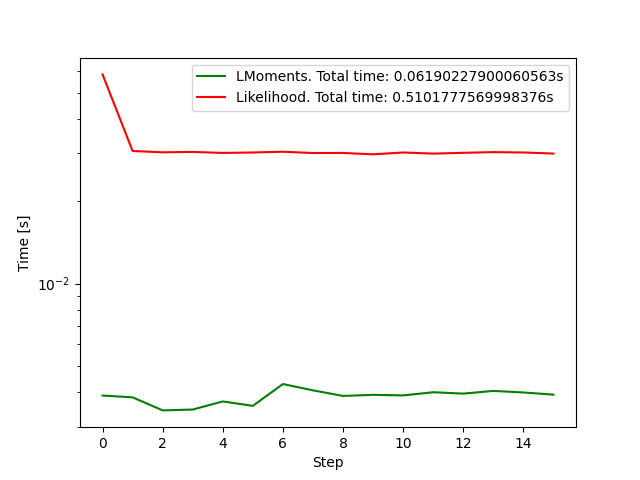 LMoments. Total time: 0.06190227900060563s
Likelihood. Total time: 0.5101777569998376s
Time [s]
10⁻²
0 2 4 6 8 10 12 14
Step